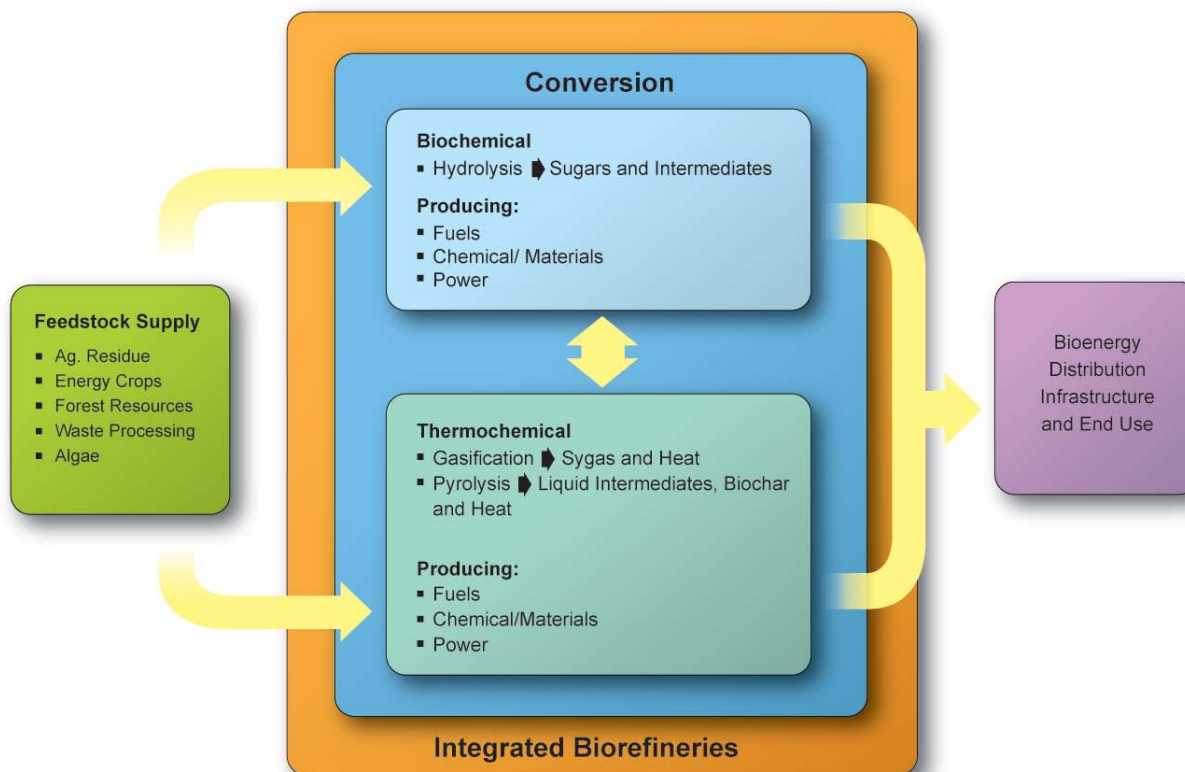 Conversion
Biochemical
▪ Hydrolysis ➧ Sugars and Intermediates
Producing:
▪ Fuels
▪ Chemical/ Materials
▪ Power
Feedstock Supply
▪ Ag. Residue
▪ Energy Crops
▪ Forest Resources
▪ Waste Processing
▪ Algae
Thermochemical
▪ Gasification ➧ Sygas and Heat
▪ Pyrolysis ➧ Liquid Intermediates, Biochar
and Heat
Producing:
▪ Fuels
▪ Chemical/Materials
▪ Power
Bioenergy
Distribution
Infrastructure
and End Use
Integrated Biorefineries